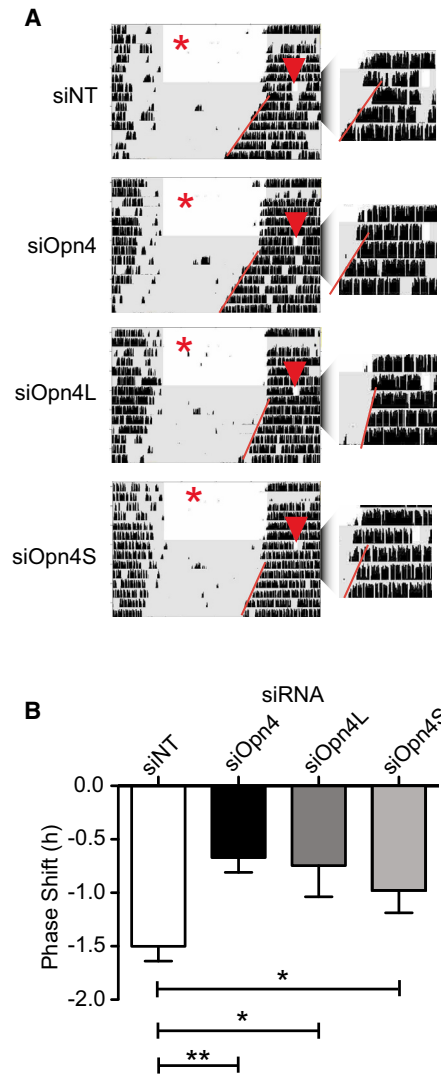 A
siNT
*
siOpn4
*
siOpn4L
*
siOpn4S
*
B
siRNA
siNT siOpn4 siOpn4L siOpn4S
Phase Shift (h)
0.0
-0.5
-1.0
-1.5
-2.0
*
*
**